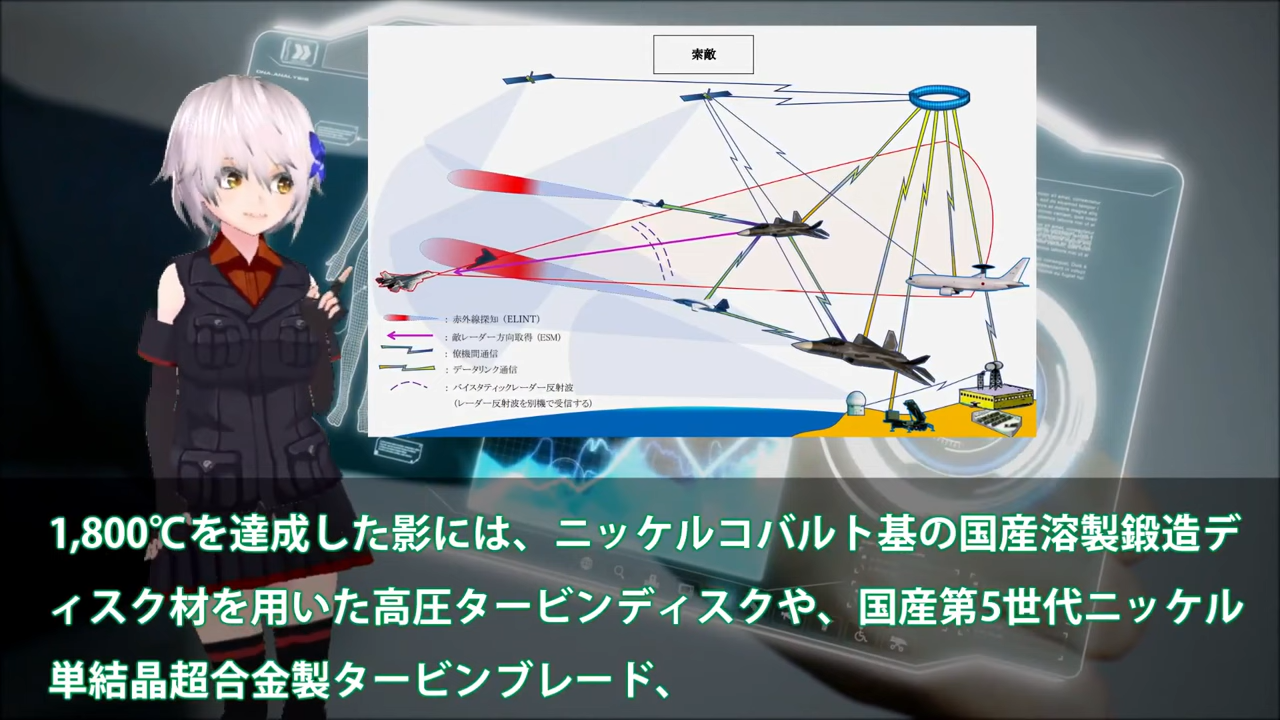 索敵
DNA_ANALYSIS
：赤外線探知（ELINT）
：敵レーダー方向取得（ESM）
：僚機間通信
：データリンク通信
：バイスタティックレーダー反射波
（レーダー反射波を別機で受信する）
1,800℃を達成した影には、ニッケルコバルト基の国産溶製鍛造デ
ィスク材を用いた高圧タービンディスクや、国産第5世代ニッケル
単結晶超合金製タービンブレード、